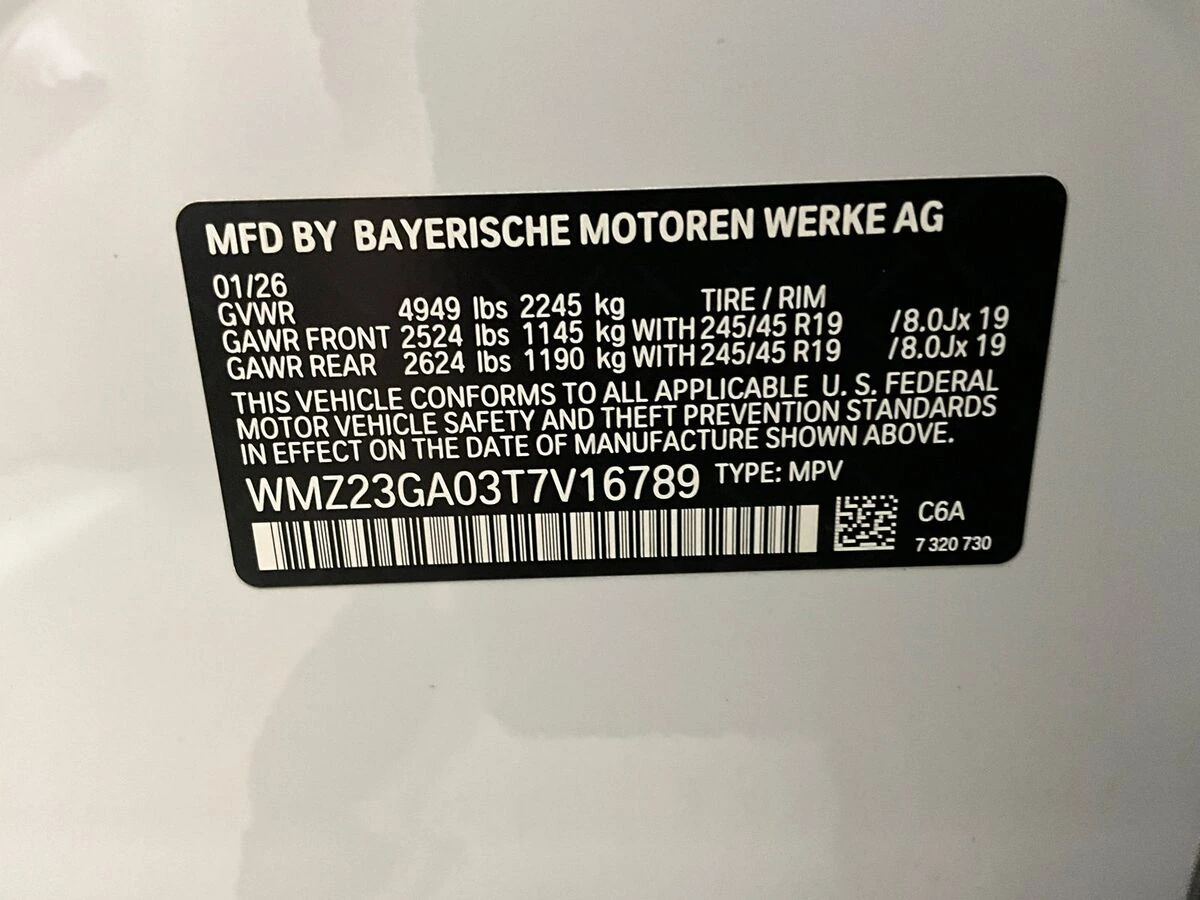 MFD BY BAYERISCHE MOTOREN WERKE AG
01/26 TIRE / RIM
GVWR 4949 lbs 2245 kg
GAWR FRONT 2524 lbs 1145 kg WITH 245/45 R19 /8.0Jx 19
GAWR REAR 2624 lbs 1190 kg WITH 245/45 R19 /8.0Jx 19
THIS VEHICLE CONFORMS TO ALL APPLICABLE U. S. FEDERAL
MOTOR VEHICLE SAFETY AND THEFT PREVENTION STANDARDS
IN EFFECT ON THE DATE OF MANUFACTURE SHOWN ABOVE.
WMZ23GA03T7V16789 TYPE: MPV
C6A
7 320 730